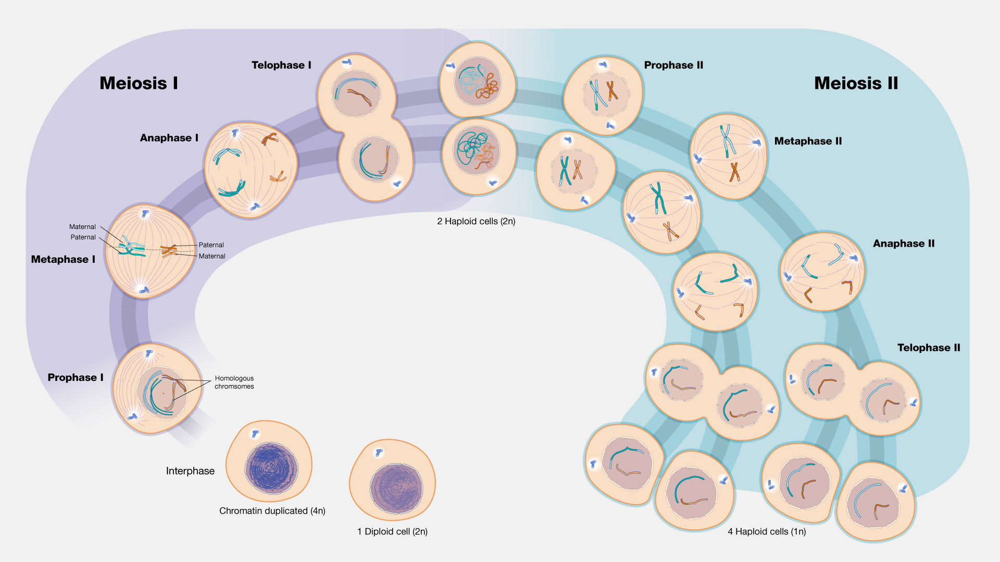 Meiosis I
Meiosis II
Telophase I
Prophase II
Anaphase I
Metaphase II
2 Haploid cells (2n)
Maternal
Paternal
Paternal
Maternal
Metaphase I
Anaphase II
Telophase II
Prophase I
Homologous
chromsomes
Interphase
Chromatin duplicated (4n)
1 Diploid cell (2n)
4 Haploid cells (1n)